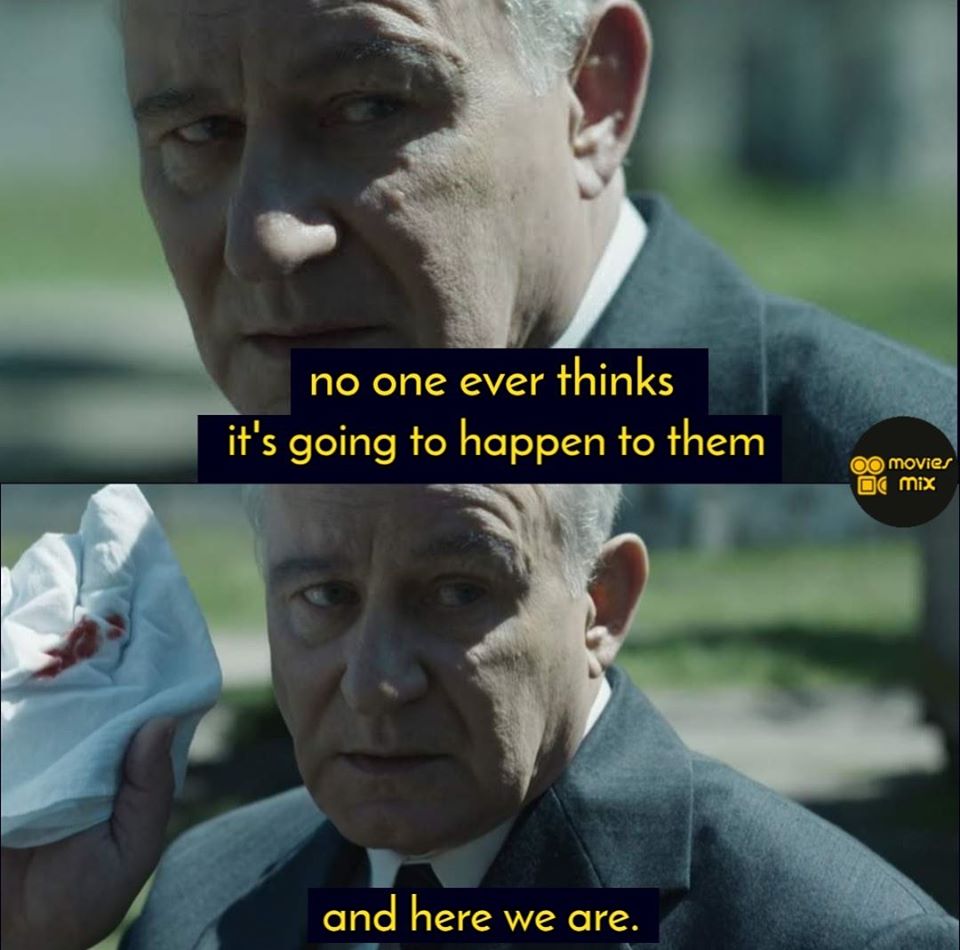 no one ever thinks
it's going to happen to them
movies
mix
and here we are.